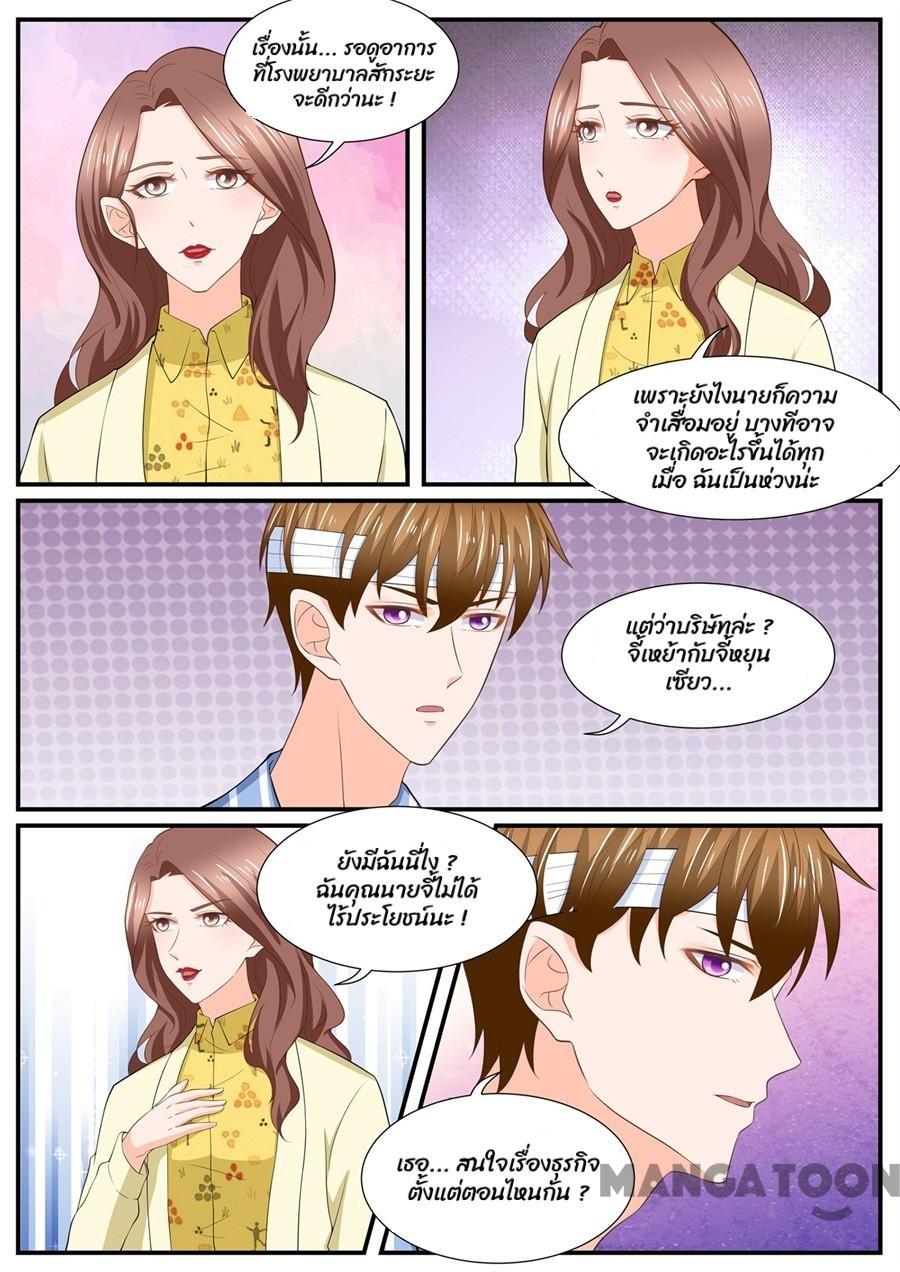 เรื่องนั้น... รอดูอาการ
ที่โรงพยาบาลสักระยะ
จะดีกว่านะ !
เพราะยังไงนายก็ความ
จำเสื่อมอยู่ บางทีอาจ
จะเกิดอะไรขึ้นได้ทุก
เมื่อ ฉันเป็นห่วงน่ะ
แต่ว่าบริษัทล่ะ ?
จี้เหย้ากับจี้หยุน
เซียว...
ยังมีฉันนี่ไง ?
ฉันคุณนายจี้ไม่ได้
ไร้ประโยชน์นะ !
เธอ... สนใจเรื่องธุรกิจ
ตั้งแต่ตอนไหนกัน ?
MANGATOON